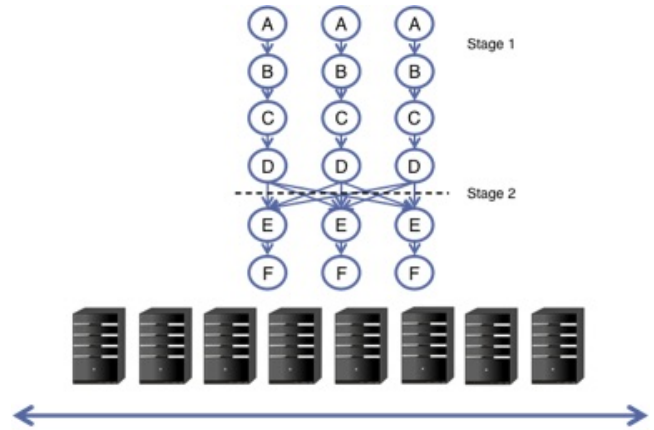 A A A
Stage 1
B B B
C C C
D D D
Stage 2
E E E
F F F